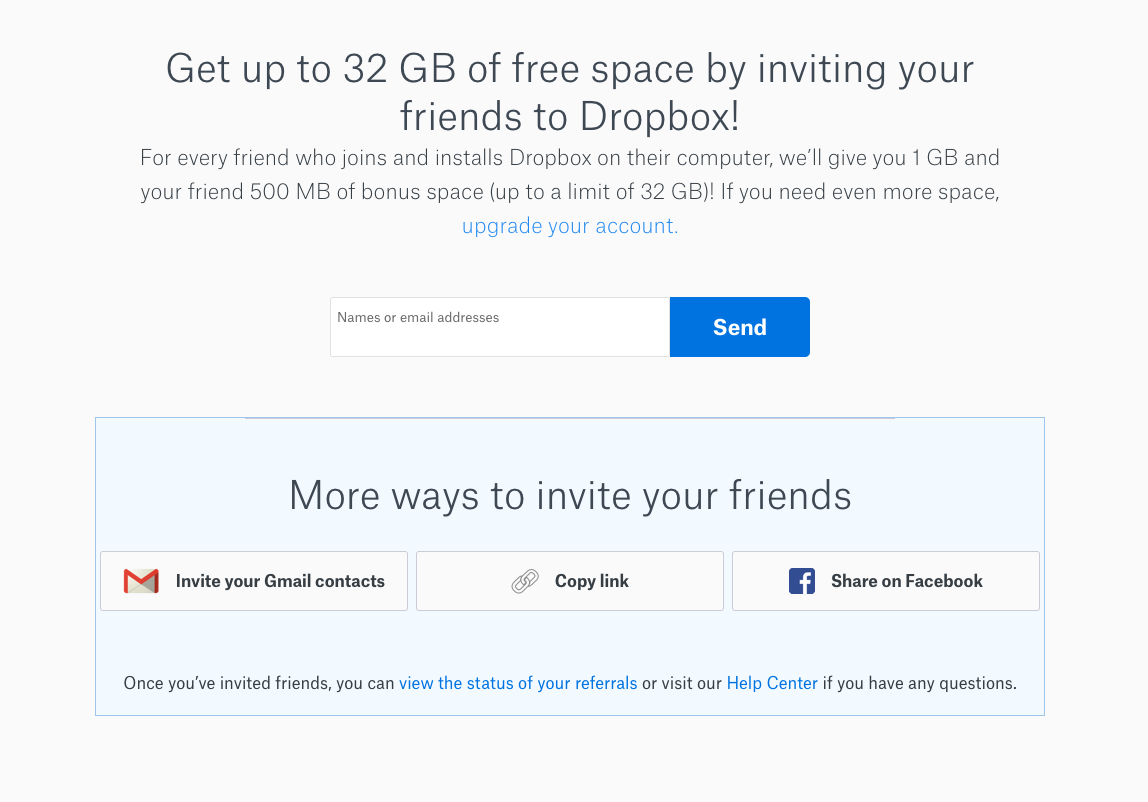 Get up to 32 GB of free space by inviting your
friends to Dropbox!
For every friend who joins and installs Dropbox on their computer, we’ll give you 1 GB and
your friend 500 MB of bonus space (up to a limit of 32 GB)! If you need even more space,
upgrade your account.
Names or email addresses
Send
More ways to invite your friends
Invite your Gmail contacts
Copy link
Share on Facebook
Once you’ve invited friends, you can view the status of your referrals or visit our Help Center if you have any questions.